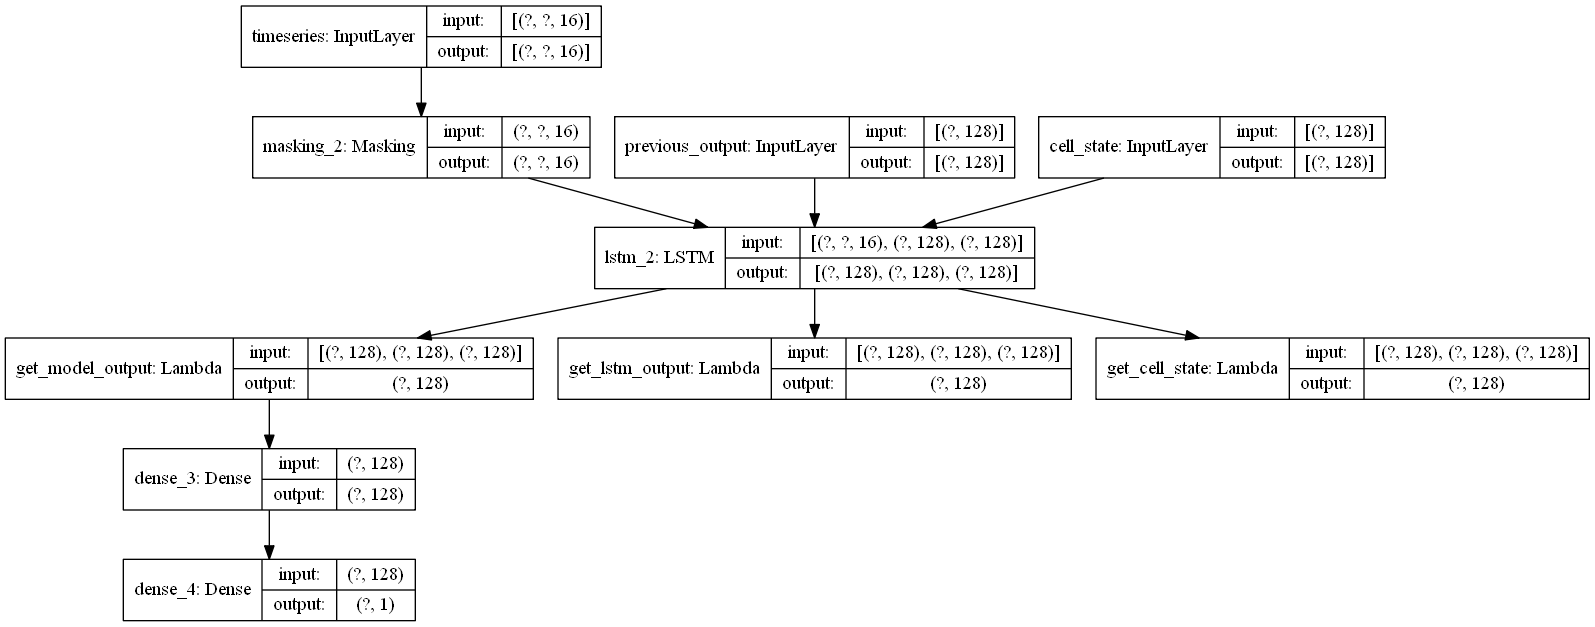 timeseries: InputLayer
input:
[(?, ?, 16)]
output:
[(?, ?, 16)]
masking_2: Masking
input:
(?, ?, 16)
output:
(?, ?, 16)
previous_output: InputLayer
input:
[(?, 128)]
output:
[(?, 128)]
cell_state: InputLayer
input:
[(?, 128)]
output:
[(?, 128)]
lstm_2: LSTM
input:
[(?, ?, 16), (?, 128), (?, 128)]
output:
[(?, 128), (?, 128), (?, 128)]
get_model_output: Lambda
input:
[(?, 128), (?, 128), (?, 128)]
output:
(?, 128)
get_lstm_output: Lambda
input:
[(?, 128), (?, 128), (?, 128)]
output:
(?, 128)
get_cell_state: Lambda
input:
[(?, 128), (?, 128), (?, 128)]
output:
(?, 128)
dense_3: Dense
input:
(?, 128)
output:
(?, 128)
dense_4: Dense
input:
(?, 128)
output:
(?, 1)